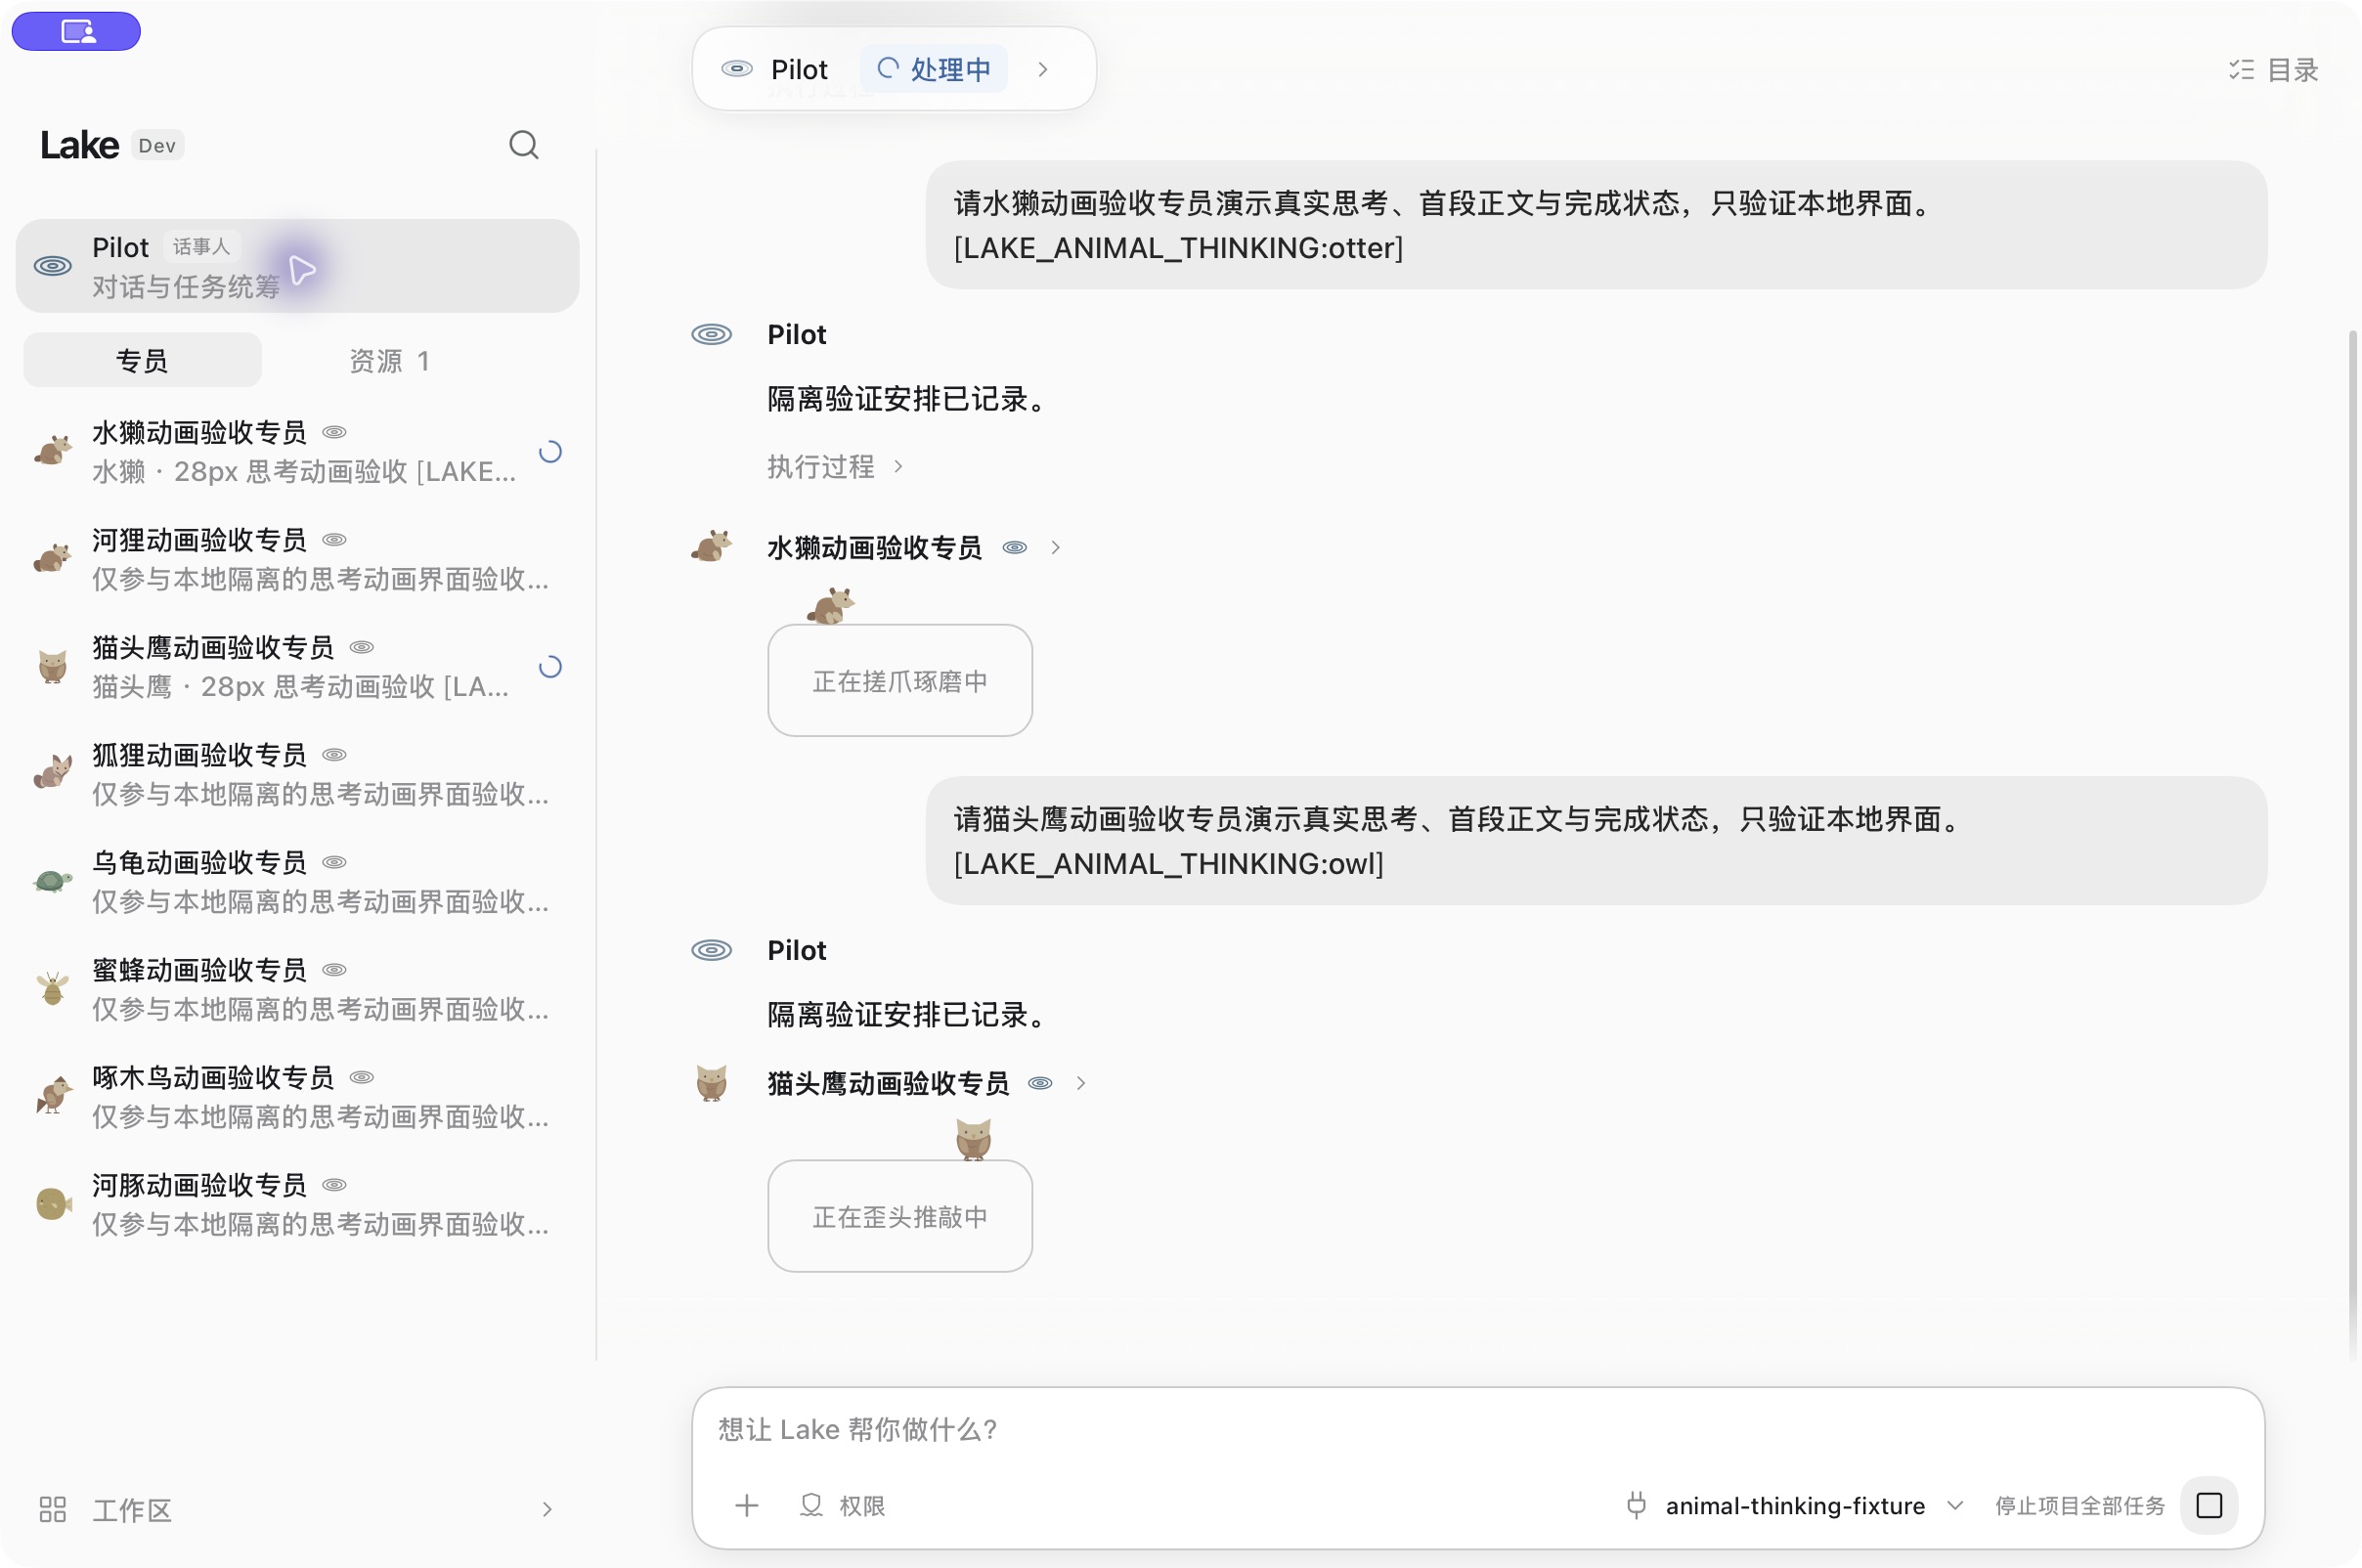 Pilot 处理中
目录
Lake Dev
Pilot 话事人
对话与任务统筹
专员
资源 1
水獭动画验收专员
水獭 · 28px 思考动画验收 [LAKE...
河狸动画验收专员
仅参与本地隔离的思考动画界面验收...
猫头鹰动画验收专员
猫头鹰 · 28px 思考动画验收 [LA...
狐狸动画验收专员
仅参与本地隔离的思考动画界面验收...
乌龟动画验收专员
仅参与本地隔离的思考动画界面验收...
蜜蜂动画验收专员
仅参与本地隔离的思考动画界面验收...
啄木鸟动画验收专员
仅参与本地隔离的思考动画界面验收...
河豚动画验收专员
仅参与本地隔离的思考动画界面验收...
工作区
请水獭动画验收专员演示真实思考、首段正文与完成状态，只验证本地界面。
[LAKE_ANIMAL_THINKING:otter]
Pilot
隔离验证安排已记录。
执行过程
水獭动画验收专员
正在搓爪琢磨中
请猫头鹰动画验收专员演示真实思考、首段正文与完成状态，只验证本地界面。
[LAKE_ANIMAL_THINKING:owl]
Pilot
隔离验证安排已记录。
猫头鹰动画验收专员
正在歪头推敲中
想让 Lake 帮你做什么?
权限
animal-thinking-fixture
停止项目全部任务